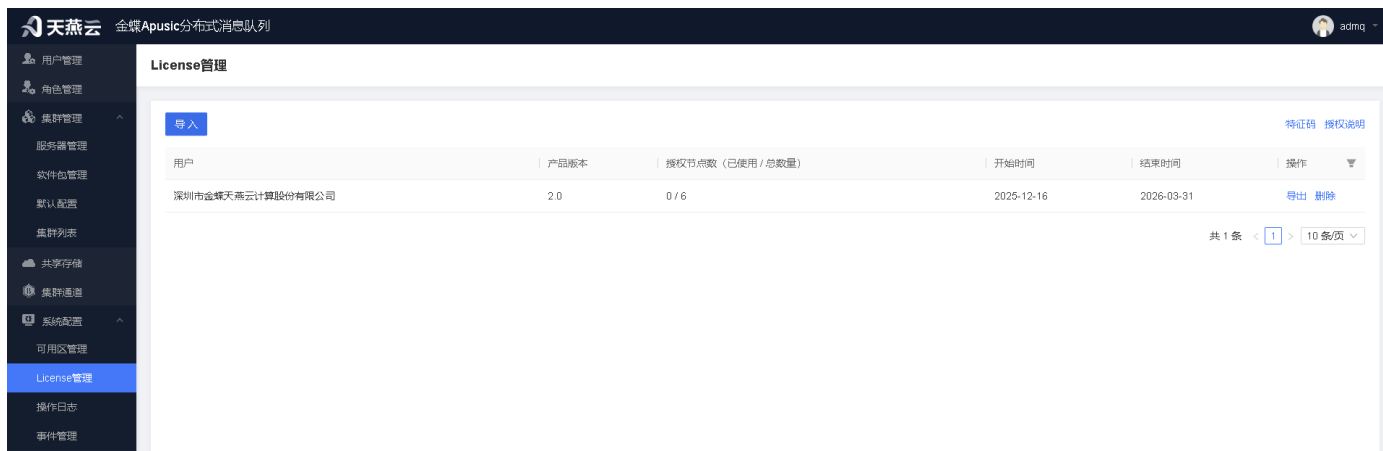 天燕云 金蝶Apusic分布式消息队列 admq
用户管理
License管理
角色管理
集群管理
导入 特征码 授权说明
服务器管理
用户 产品版本 授权节点数（已使用 / 总数量） 开始时间 结束时间 操作
软件包管理
深圳市金蝶天燕云计算股份有限公司 2.0 0 / 6 2025-12-16 2026-03-31 导出 删除
默认配置
集群列表
共 1 条 < 1 > 10 条/页
共享存储
集群通道
系统配置
可用区管理
License管理
操作日志
事件管理